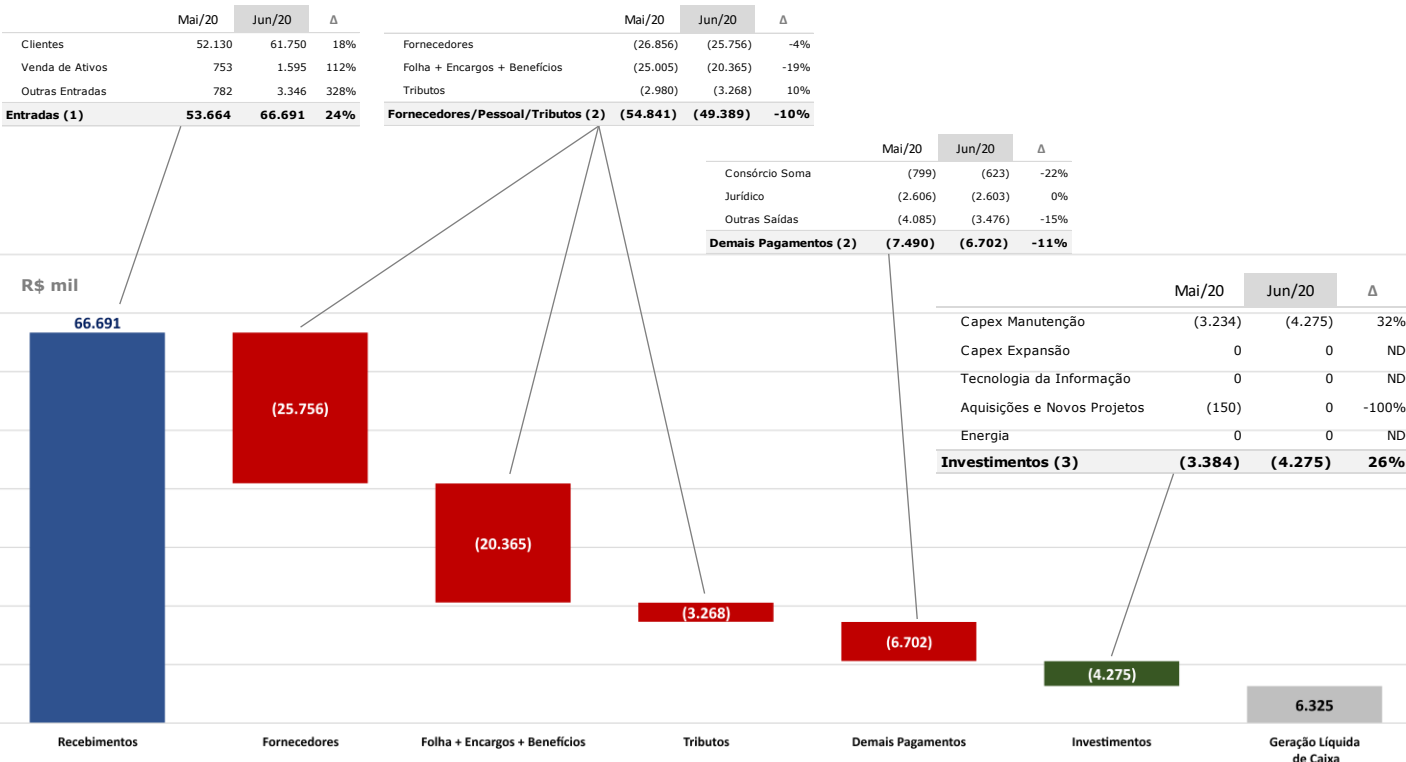 Mai/20 Jun/20 Δ
Clientes 52.130 61.750 18%
Venda de Ativos 753 1.595 112%
Outras Entradas 782 3.346 328%
Entradas (1) 53.664 66.691 24%
Mai/20 Jun/20 Δ
Fornecedores (26.856) (25.756) -4%
Folha + Encargos + Benefícios (25.005) (20.365) -19%
Tributos (2.980) (3.268) 10%
Fornecedores/Pessoal/Tributos (2) (54.841) (49.389) -10%
Mai/20 Jun/20 Δ
Consórcio Soma (799) (623) -22%
Jurídico (2.606) (2.603) 0%
Outras Saídas (4.085) (3.476) -15%
Demais Pagamentos (2) (7.490) (6.702) -11%
Mai/20 Jun/20 Δ
Capex Manutenção (3.234) (4.275) 32%
Capex Expansão 0 0 ND
Tecnologia da Informação 0 0 ND
Aquisições e Novos Projetos (150) 0 -100%
Energia 0 0 ND
Investimentos (3) (3.384) (4.275) 26%
R$ mil
66.691
(25.756)
(20.365)
(3.268)
(6.702)
(4.275)
6.325
Recebimentos
Fornecedores
Folha + Encargos + Benefícios
Tributos
Demais Pagamentos
Investimentos
Geração Líquida
de Caixa